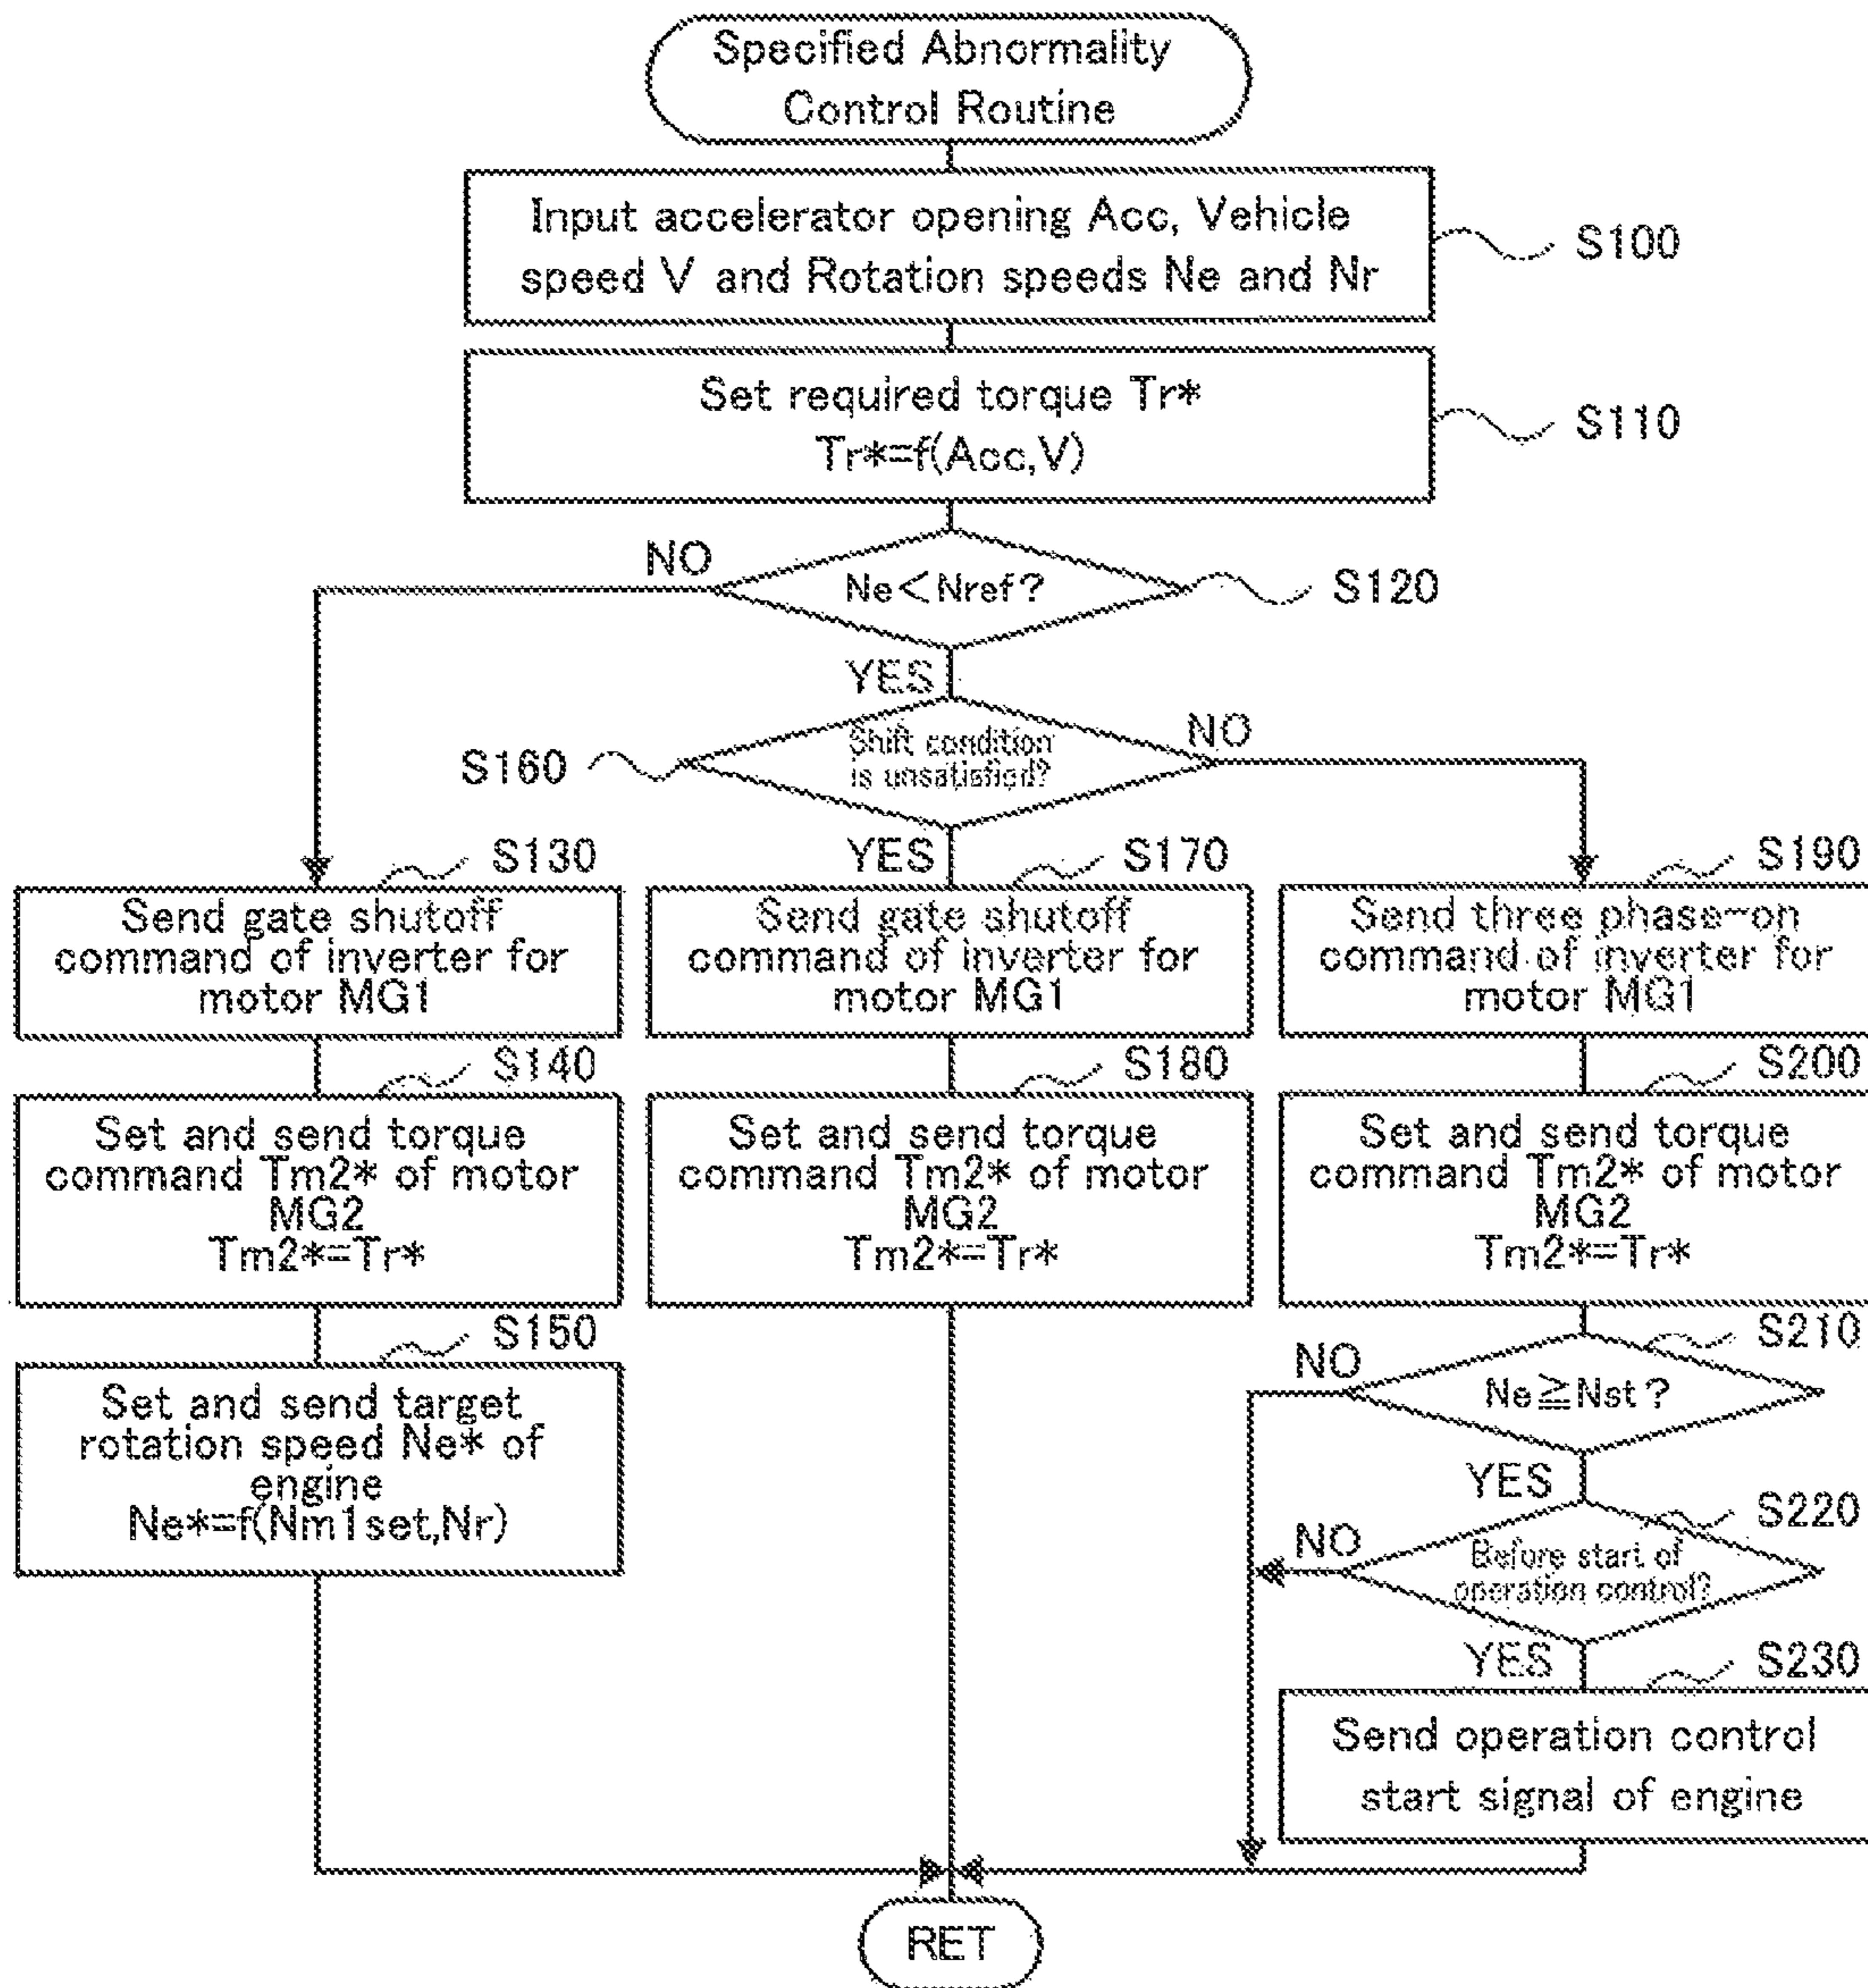 Specified Abnormality
Control Routine
Input accelerator opening Acc, Vehicle
speed V and Rotation speeds Ne and Nr
S100
Set required torque Tr*
Tr*=f(Acc,V)
S110
NO
Ne<Nref?
S120
YES
S160
Shift condition
is unsatisfied?
NO
YES
S130
Send gate shutoff
command of inverter for
motor MG1
S170
Send gate shutoff
command of inverter for
motor MG1
S190
Send three phase-on
command of inverter for
motor MG1
S140
Set and send torque
command Tm2* of motor
MG2
Tm2*=Tr*
S180
Set and send torque
command Tm2* of motor
MG2
Tm2*=Tr*
S200
Set and send torque
command Tm2* of motor
MG2
Tm2*=Tr*
S150
Set and send target
rotation speed Ne* of
engine
Ne*=f(Nm1set,Nr)
S210
NO
Ne≧Nst?
YES
S220
NO
Before start of
operation control?
YES
S230
Send operation control
start signal of engine
RET